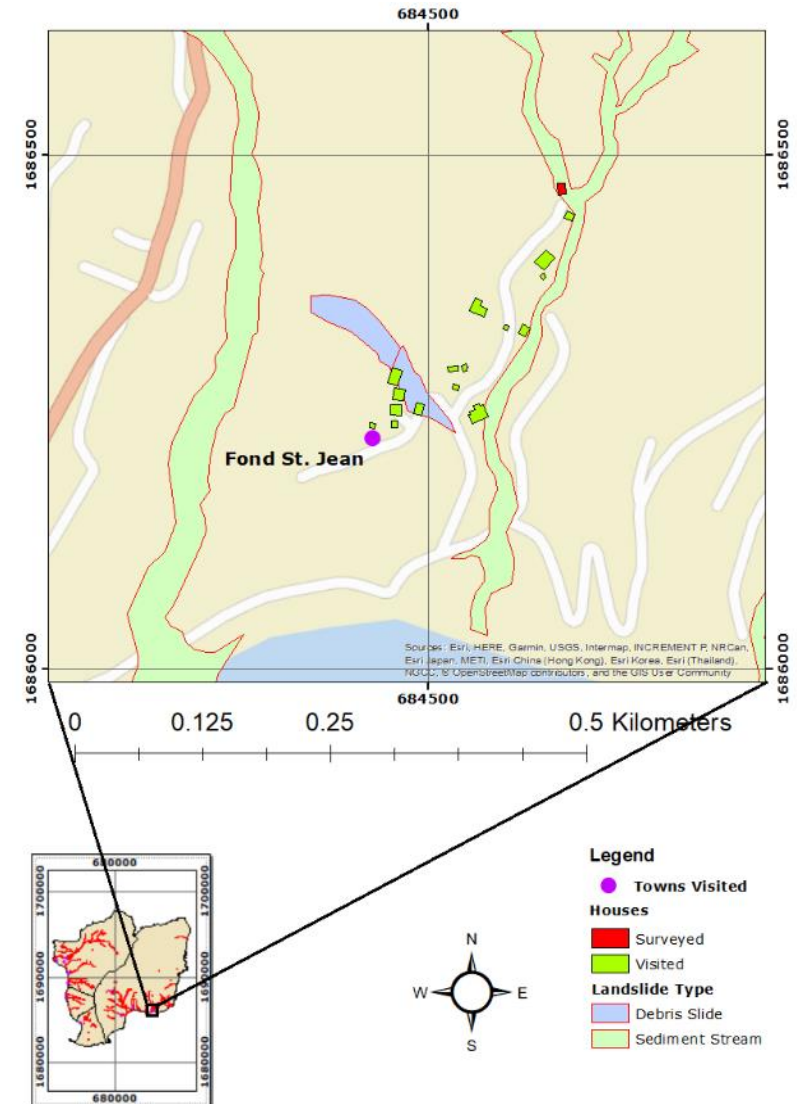 684500
1686500
1686500
Fond St. Jean
Sources: Esri, HERE, Garmin, USGS, Intermap, INCREMENT P, NRCan,
Esri Japan, METI, Esri China (Hong Kong), Esri Korea, Esri (Thailand),
NGCC, © OpenStreetMap contributors, and the GIS User Community
1686000
1686000
684500
0 0.125 0.25 0.5 Kilometers
680000
1700000
1700000
1690000
1690000
1680000
1680000
680000
N
W E
S
Legend
Towns Visited
Houses
Surveyed
Visited
Landslide Type
Debris Slide
Sediment Stream